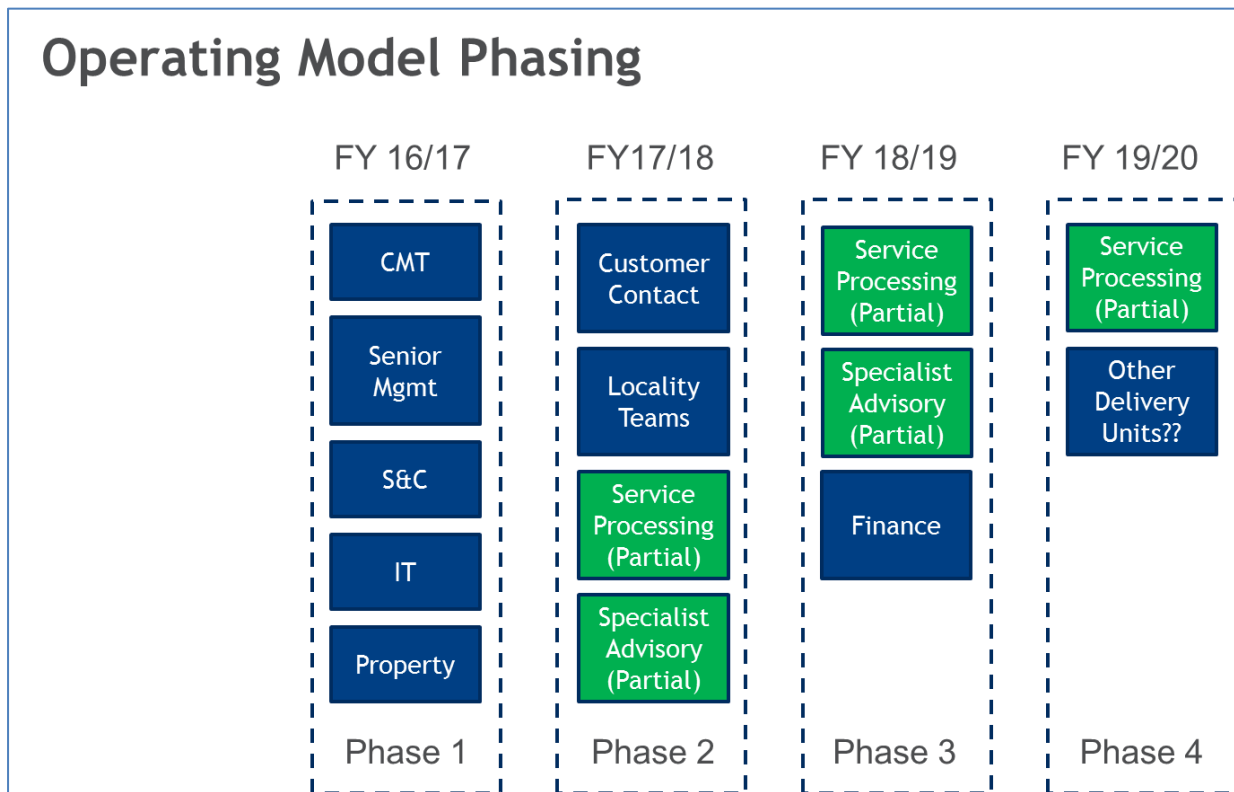 Operating Model Phasing
FY 16/17
CMT
Senior
Mgmt
S&C
IT
Property
Phase 1
FY17/18
Customer
Contact
Locality
Teams
Service
Processing
(Partial)
Specialist
Advisory
(Partial)
Phase 2
FY 18/19
Service
Processing
(Partial)
Specialist
Advisory
(Partial)
Finance
Phase 3
FY 19/20
Service
Processing
(Partial)
Other
Delivery
Units??
Phase 4